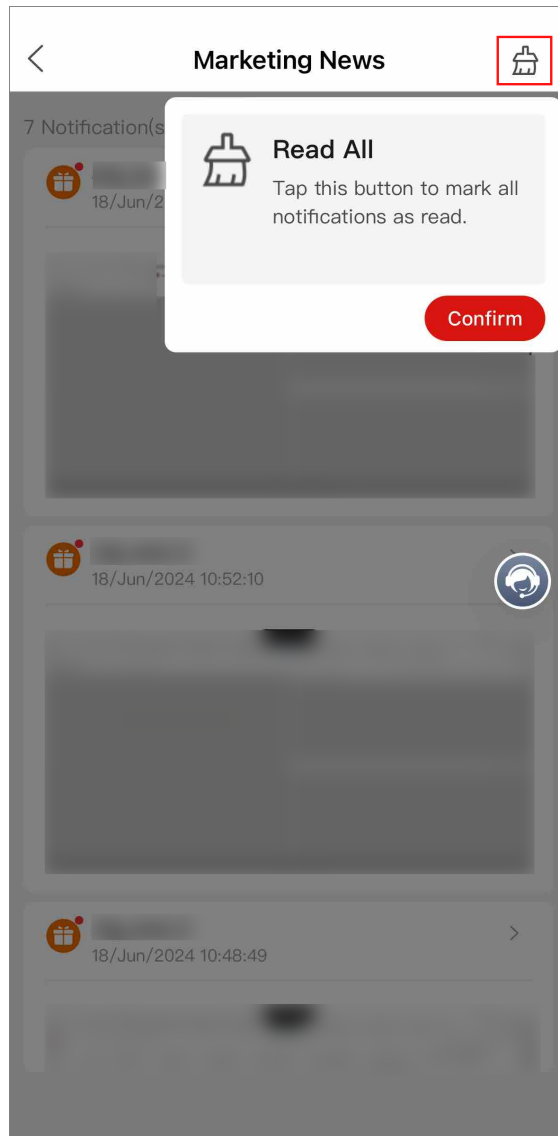 Marketing News
7 Notification(s
Read All
Tap this button to mark all
notifications as read.
Confirm
18/Jun/2
18/Jun/2024 10:52:10
18/Jun/2024 10:48:49